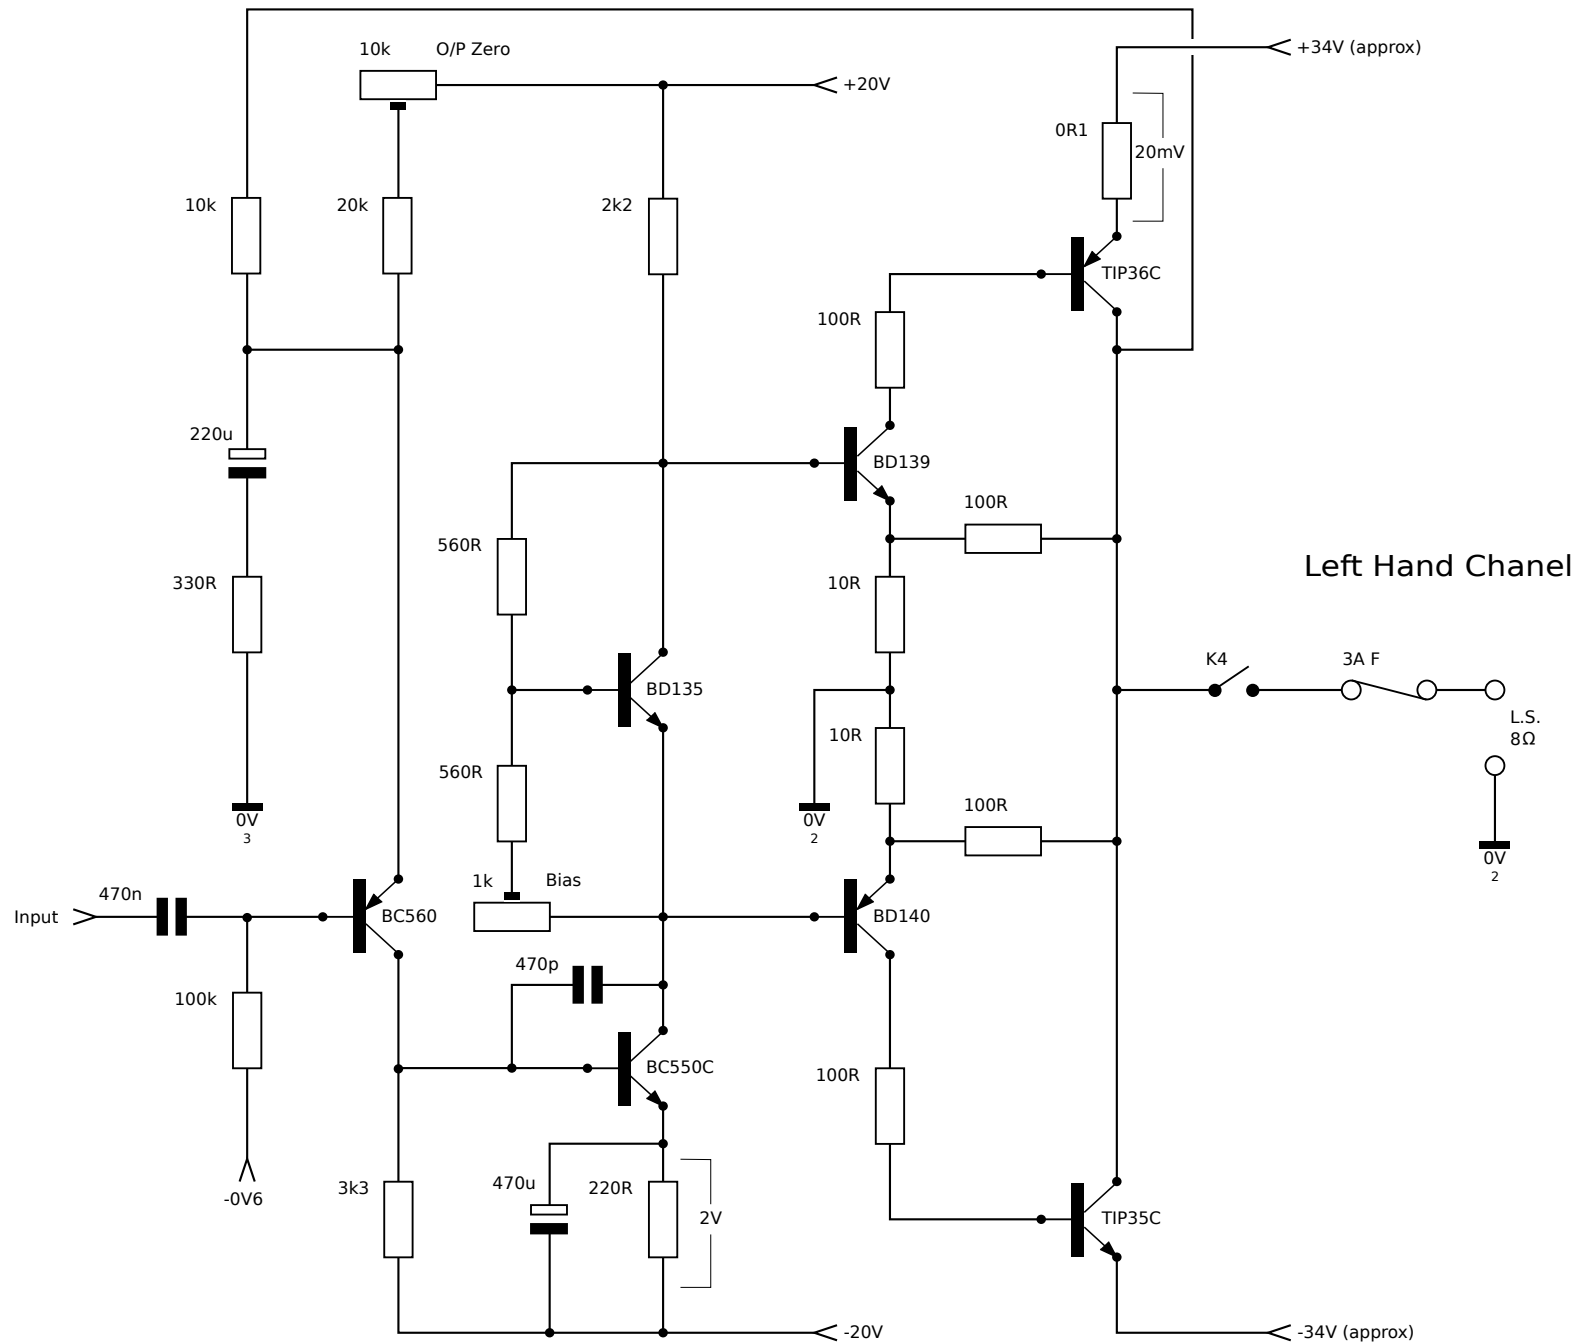 10k
O/P Zero
+34V (approx)
+20V
0R1
20mV
10k
20k
2k2
TIP36C
100R
220u
BD139
100R
560R
Left Hand Chanel
330R
10R
K4
3A F
BD135
L.S.
8Ω
10R
560R
100R
0V
3
0V
2
0V
2
1k
Bias
470n
Input
BC560
BD140
470p
100k
BC550C
100R
-0V6
3k3
470u
220R
2V
TIP35C
-20V
-34V (approx)